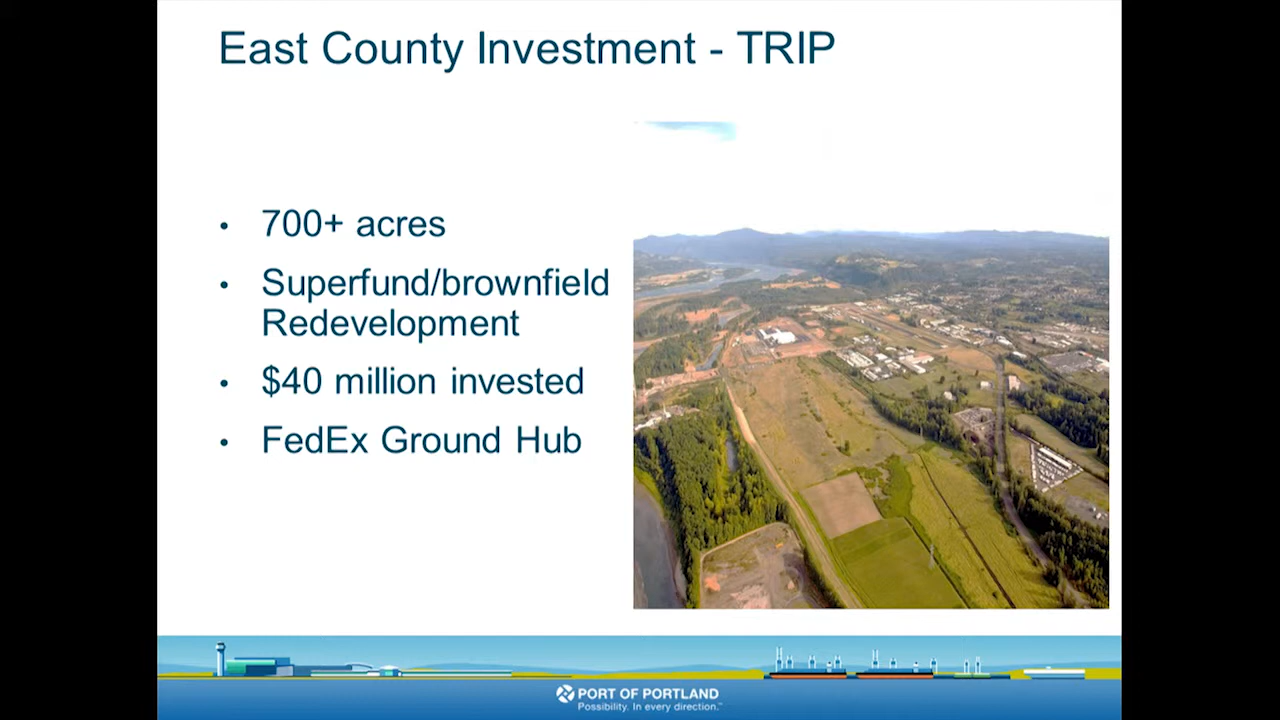 East County Investment - TRIP
• 700+ acres
• Superfund/brownfield
Redevelopment
• $40 million invested
• FedEx Ground Hub
PORT OF PORTLAND
Possibility. In every direction.™